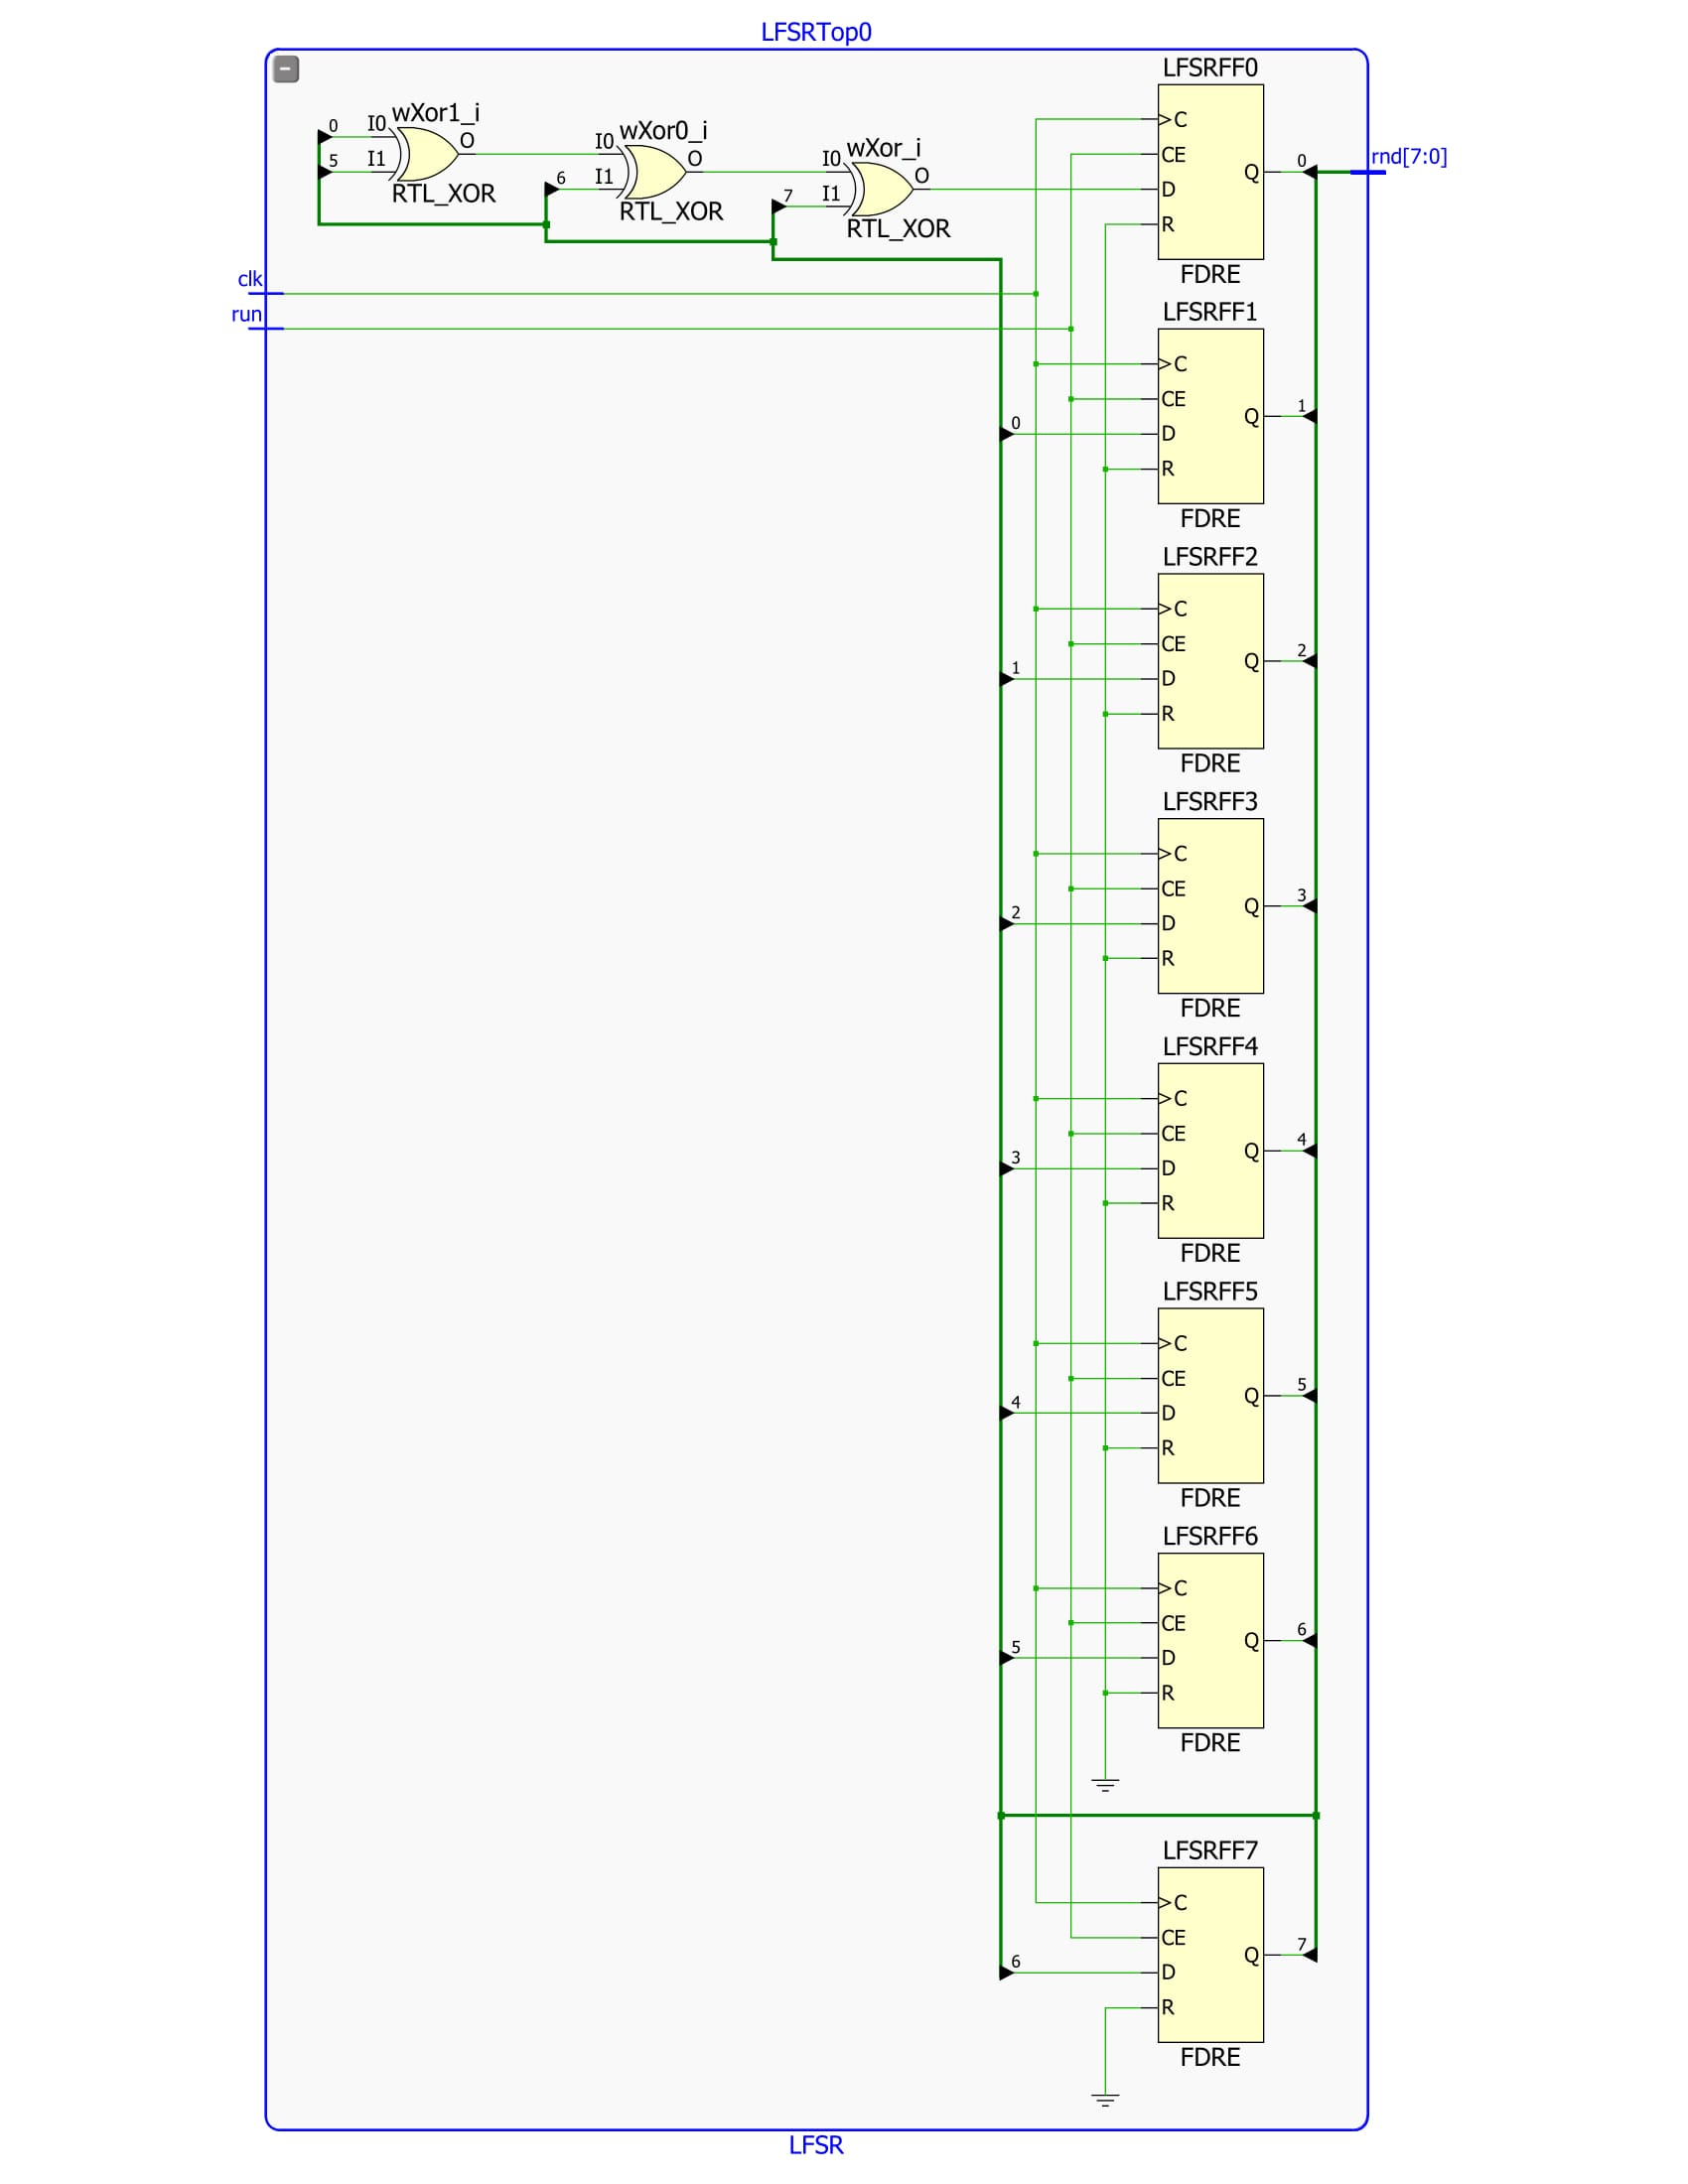 LFSRTop0
wXor1_i
0
I0
5
I1
O
RTL_XOR
wXor0_i
I0
6
I1
O
RTL_XOR
wXor_i
I0
7
I1
O
RTL_XOR
clk
run
LFSRFF0
C
CE
D
R
Q
0
FDRE
rnd[7:0]
LFSRFF1
C
CE
0
D
R
Q
1
FDRE
LFSRFF2
C
CE
1
D
R
Q
2
FDRE
LFSRFF3
C
CE
2
D
R
Q
3
FDRE
LFSRFF4
C
CE
3
D
R
Q
4
FDRE
LFSRFF5
C
CE
4
D
R
Q
5
FDRE
LFSRFF6
C
CE
5
D
R
Q
6
FDRE
LFSRFF7
C
CE
6
D
R
Q
7
FDRE
LFSR